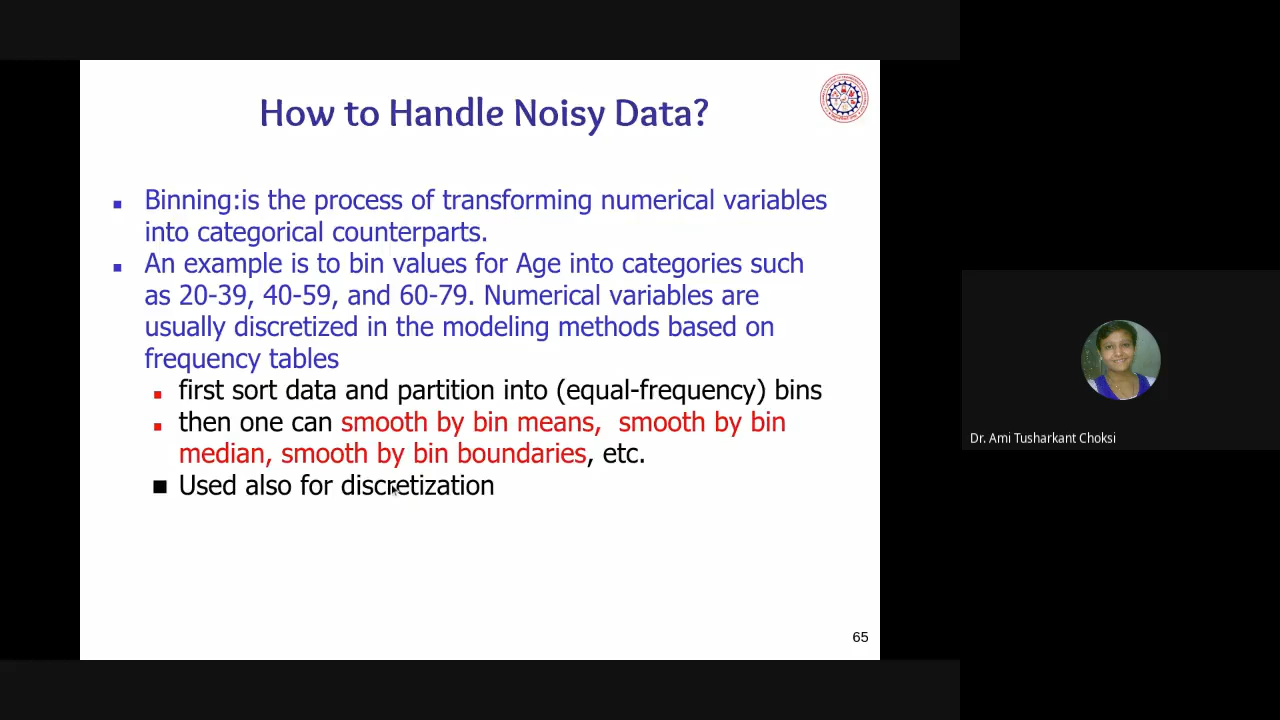 How to Handle Noisy Data?
Binning:is the process of transforming numerical variables
into categorical counterparts.
An example is to bin values for Age into categories such
as 20-39, 40-59, and 60-79. Numerical variables are
usually discretized in the modeling methods based on
frequency tables
first sort data and partition into (equal-frequency) bins
then one can smooth by bin means, smooth by bin
median, smooth by bin boundaries, etc.
Used also for discretization
65
Dr. Ami Tusharkant Choksi